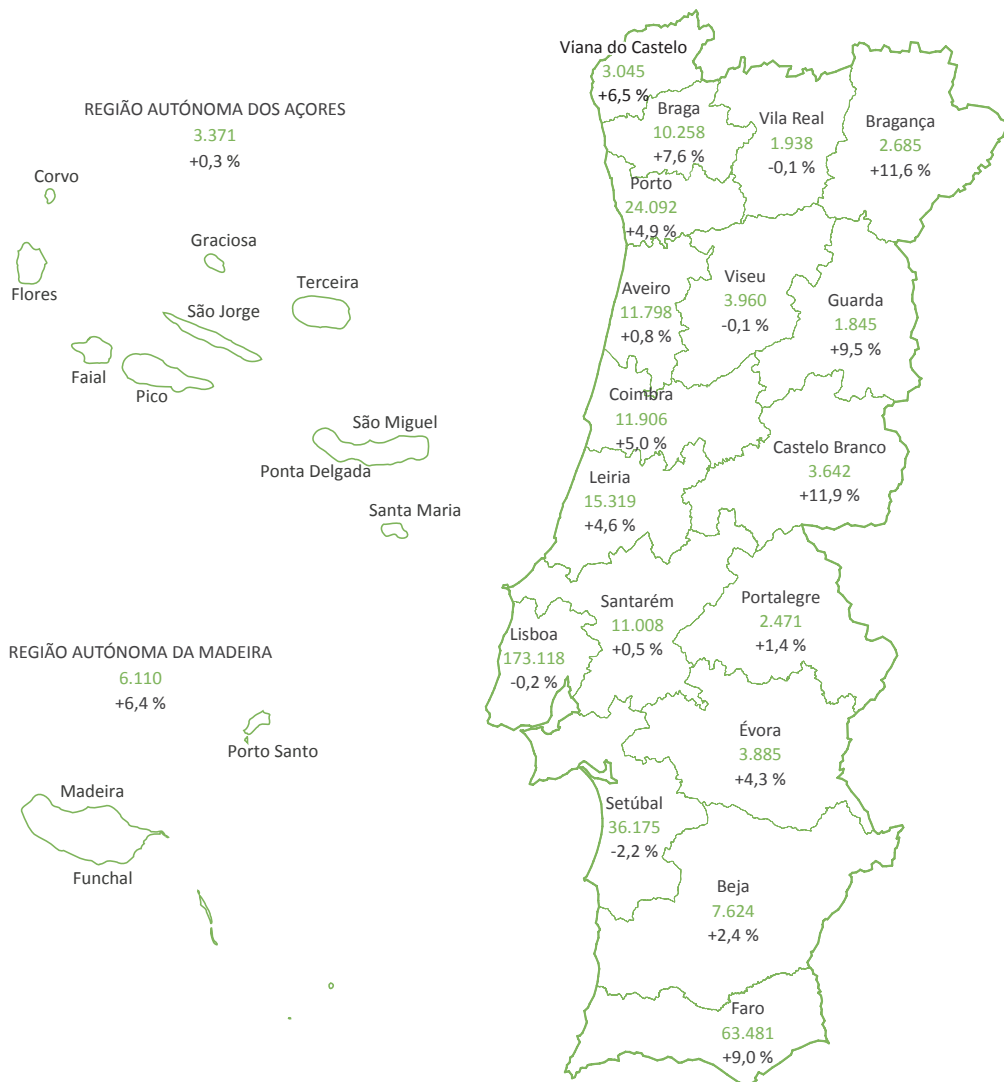 Viana do Castelo
3.045
+6,5 %
Braga
10.258
+7,6 %
Vila Real
1.938
-0,1 %
Bragança
2.685
+11,6 %
REGIÃO AUTÓNOMA DOS AÇORES
3.371
+0,3 %
Corvo
Graciosa
Flores
Terceira
São Jorge
Faial
Pico
São Miguel
Ponta Delgada
Santa Maria
Porto
24.092
+4,9 %
Aveiro
11.798
+0,8 %
Viseu
3.960
-0,1 %
Guarda
1.845
+9,5 %
Coimbra
11.906
+5,0 %
Castelo Branco
3.642
+11,9 %
Leiria
15.319
+4,6 %
Santarém
11.008
+0,5 %
Portalegre
2.471
+1,4 %
Lisboa
173.118
-0,2 %
REGIÃO AUTÓNOMA DA MADEIRA
6.110
+6,4 %
Porto Santo
Madeira
Funchal
Évora
3.885
+4,3 %
Setúbal
36.175
-2,2 %
Beja
7.624
+2,4 %
Faro
63.481
+9,0 %